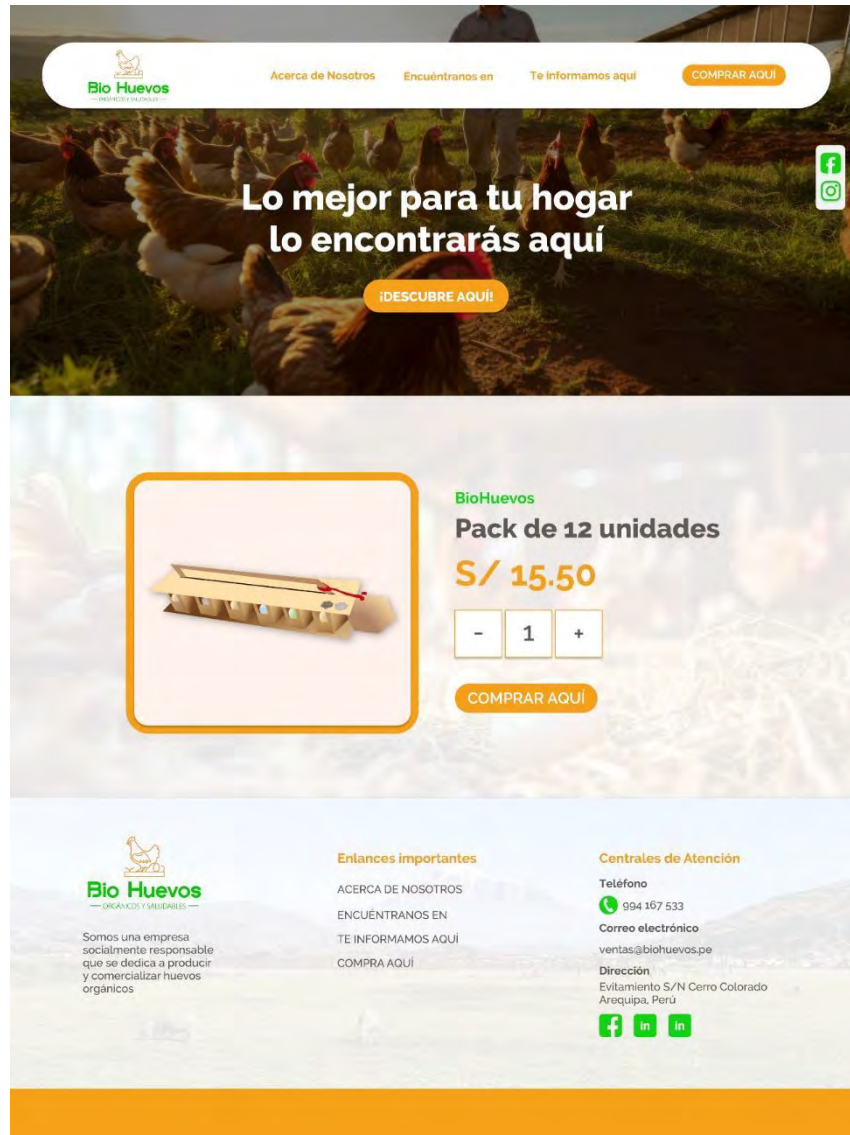 Bio Huevos
ORGÁNICOS Y SALUDABLES
Acerca de Nosotros
Encuéntranos en
Te informamos aquí
COMPRAR AQUÍ
Lo mejor para tu hogar
lo encontrarás aquí
¡DESCUBRE AQUÍ!
BioHuevos
Pack de 12 unidades
S/ 15.50
- 1 +
COMPRAR AQUÍ
Bio Huevos
ORGÁNICOS Y SALUDABLES
Somos una empresa
socialmente responsable
que se dedica a producir
y comercializar huevos
orgánicos
Enlances importantes
ACERCA DE NOSOTROS
ENCUÉNTRANOS EN
TE INFORMAMOS AQUÍ
COMPRA AQUÍ
Centrales de Atención
Teléfono
994 167 533
Correo electrónico
ventas@biohuevos.pe
Dirección
Evitamiento S/N Cerro Colorado
Arequipa, Perú
in in